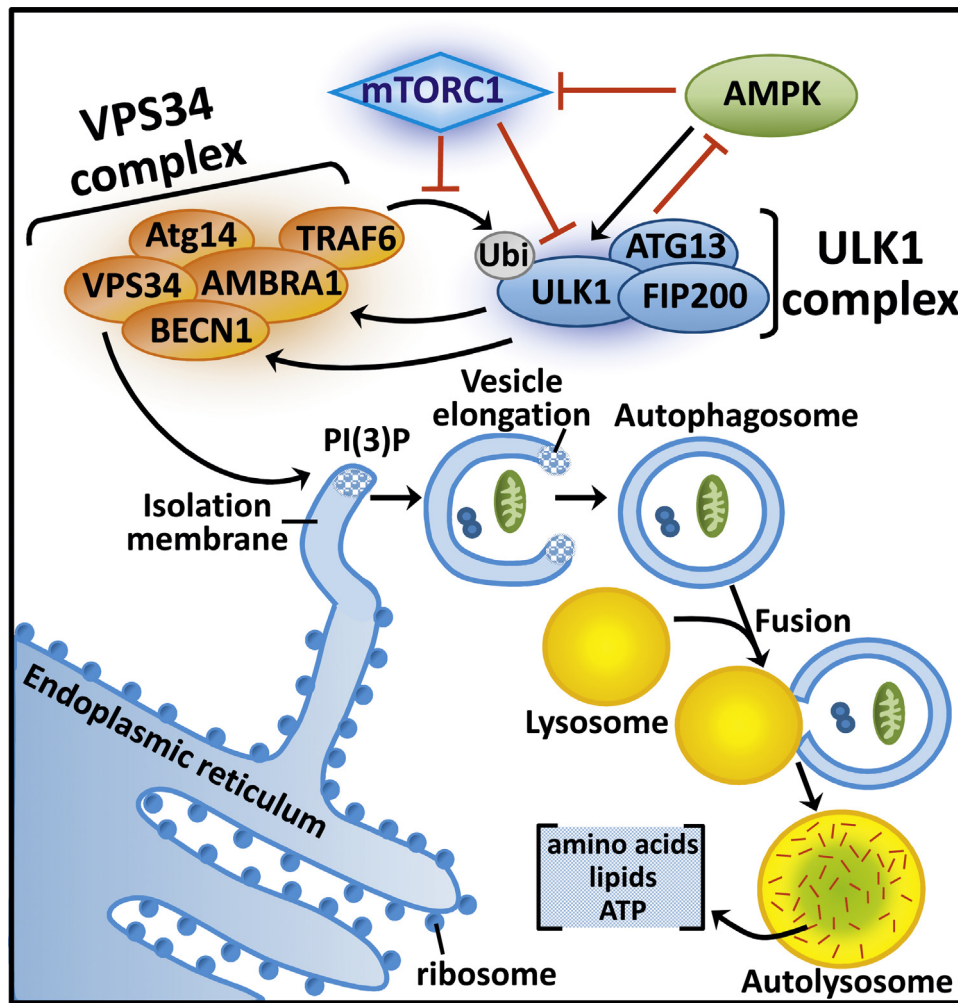 mTORC1
AMPK
VPS34
complex
Atg14
TRAF6
VPS34
AMBRA1
BECN1
Ubi
ATG13
ULK1
FIP200
ULK1
complex
Vesicle
elongation
Autophagosome
PI(3)P
Isolation
membrane
Fusion
Lysosome
Endoplasmic reticulum
amino acids
lipids
ATP
ribosome
Autolysosome